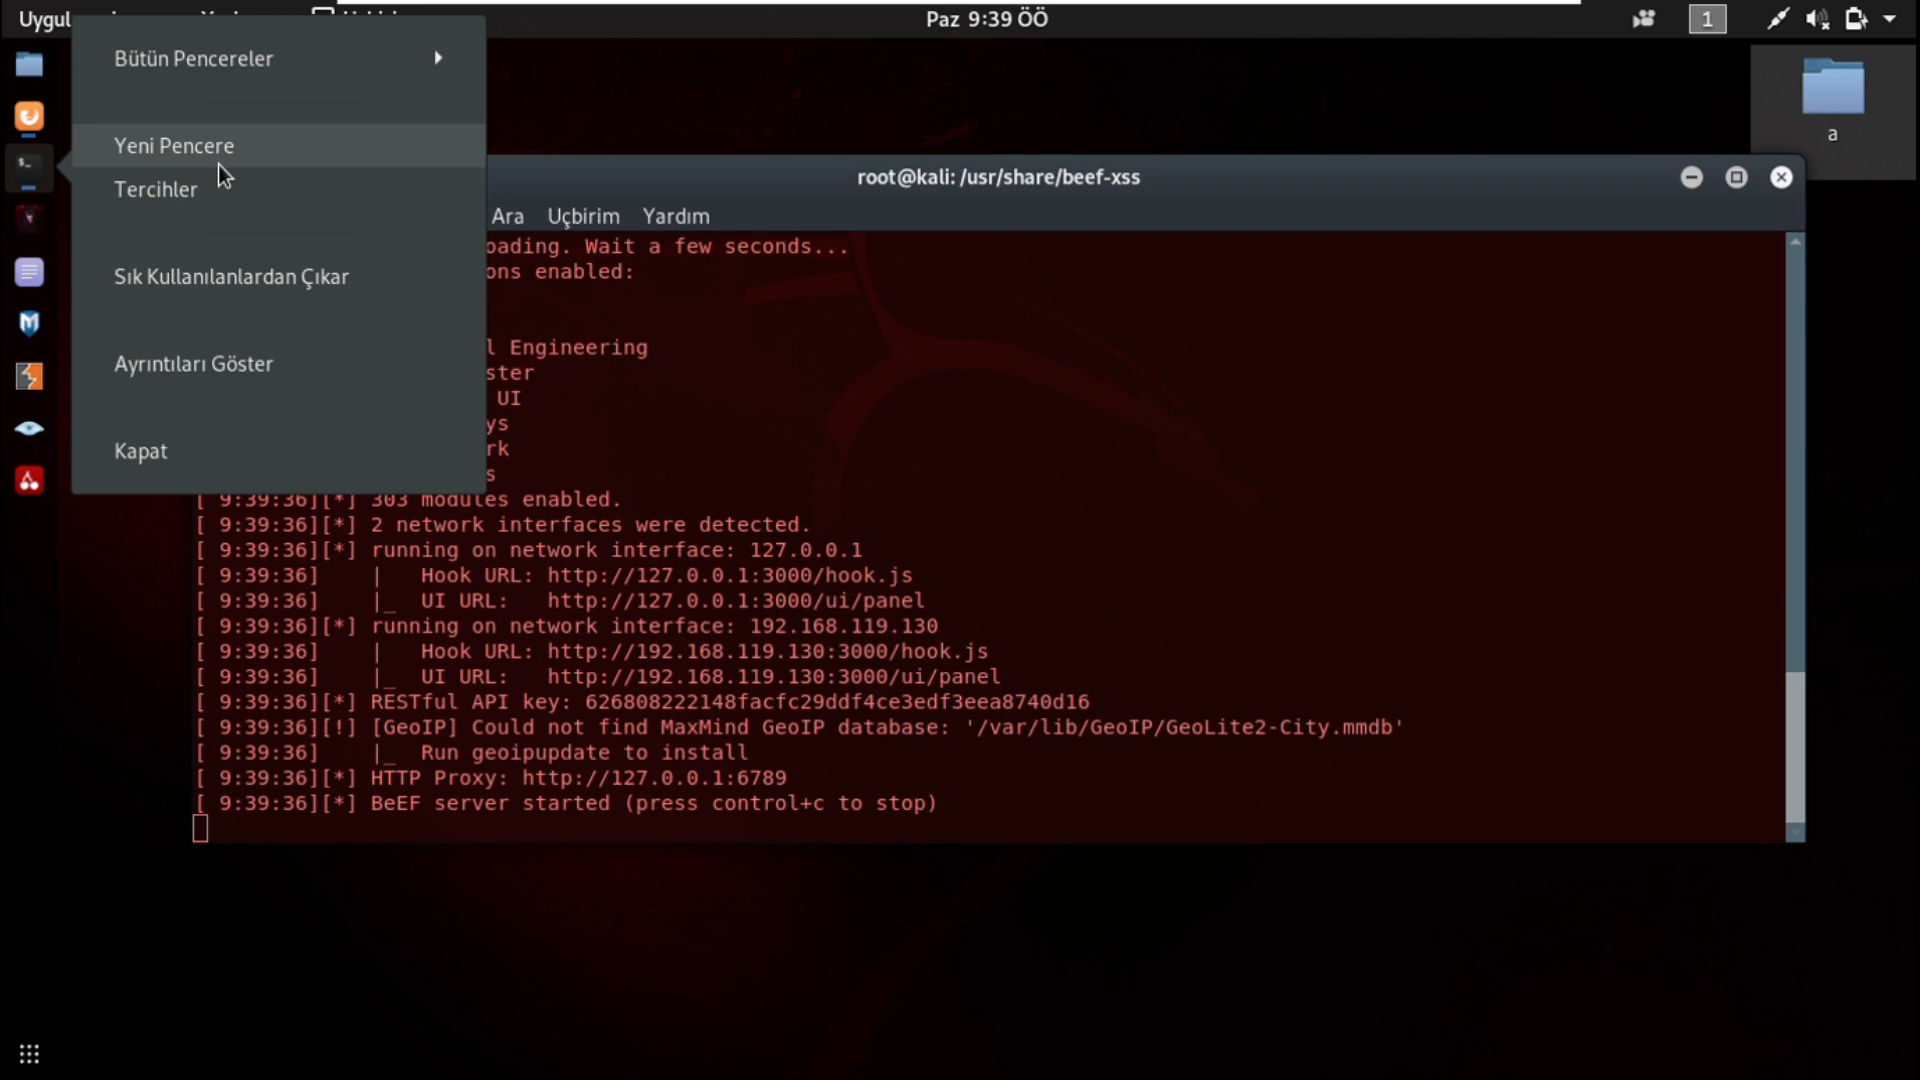 Paz 9:39 ÖÖ
1
Bütün Pencereler
Yeni Pencere
Tercihler
Sık Kullanılanlardan Çıkar
Ayrıntıları Göster
Kapat
a
root@kali: /usr/share/beef-xss
Ara Uçbirim Yardım
oading. Wait a few seconds...
ons enabled:
l Engineering
ster
UI
ys
rk
s
[ 9:39:36][*] 303 modules enabled.
[ 9:39:36][*] 2 network interfaces were detected.
[ 9:39:36][*] running on network interface: 127.0.0.1
[ 9:39:36]    |   Hook URL: http://127.0.0.1:3000/hook.js
[ 9:39:36]    |_  UI URL:   http://127.0.0.1:3000/ui/panel
[ 9:39:36][*] running on network interface: 192.168.119.130
[ 9:39:36]    |   Hook URL: http://192.168.119.130:3000/hook.js
[ 9:39:36]    |_  UI URL:   http://192.168.119.130:3000/ui/panel
[ 9:39:36][*] RESTful API key: 626808222148facfc29ddf4ce3edf3eea8740d16
[ 9:39:36][!] [GeoIP] Could not find MaxMind GeoIP database: '/var/lib/GeoIP/GeoLite2-City.mmdb'
[ 9:39:36]    |_  Run geoipupdate to install
[ 9:39:36][*] HTTP Proxy: http://127.0.0.1:6789
[ 9:39:36][*] BeEF server started (press control+c to stop)